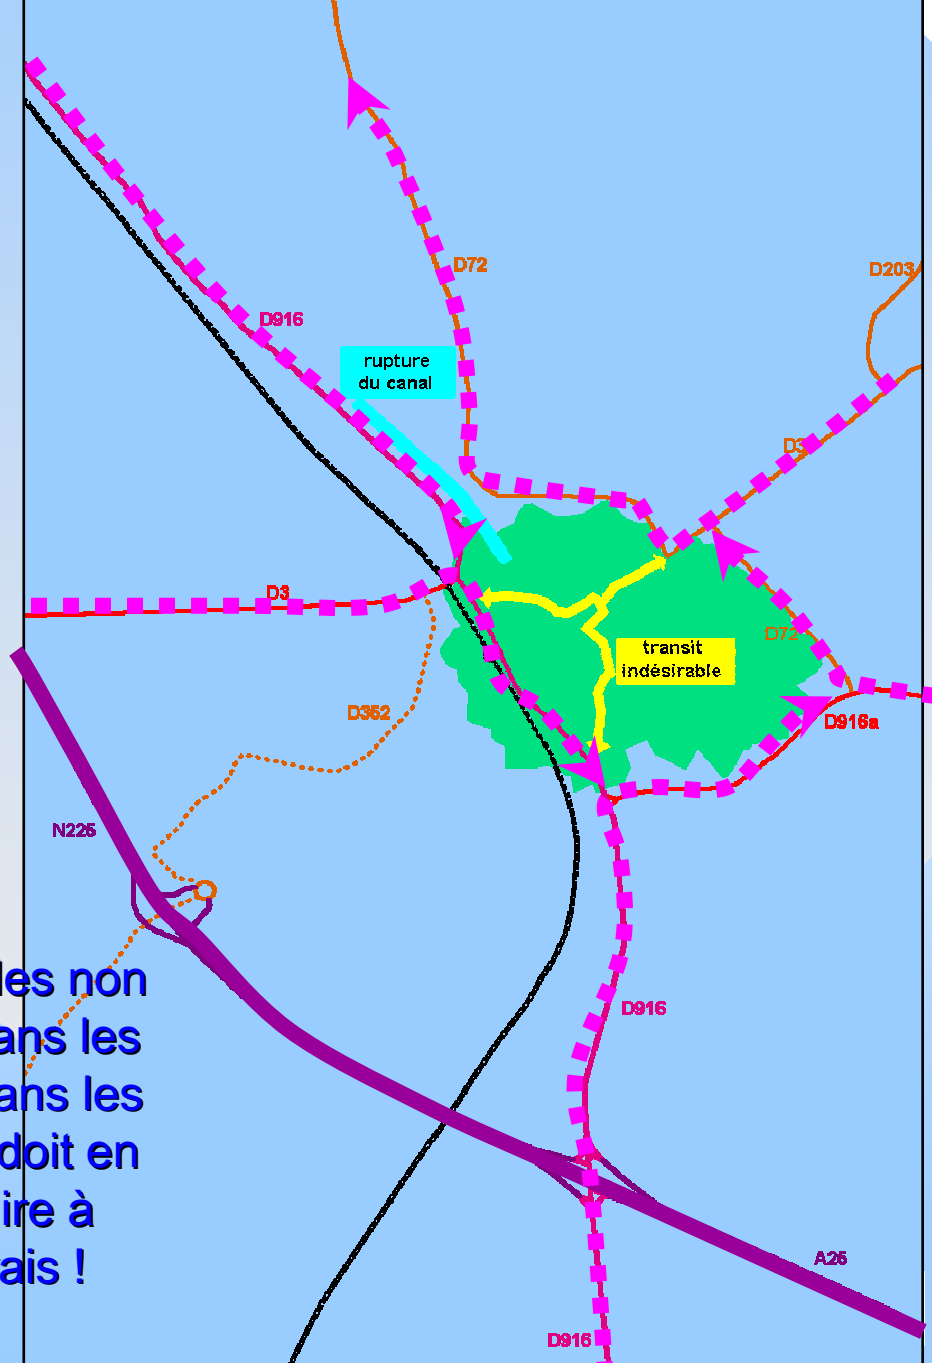 D72
D203
D916
rupture
du canal
D3
D3
transit
indésirable
D72
D352
D916a
N225
les non
ans les
D916
ans les
doit en
ire à
A25
ais !
D916